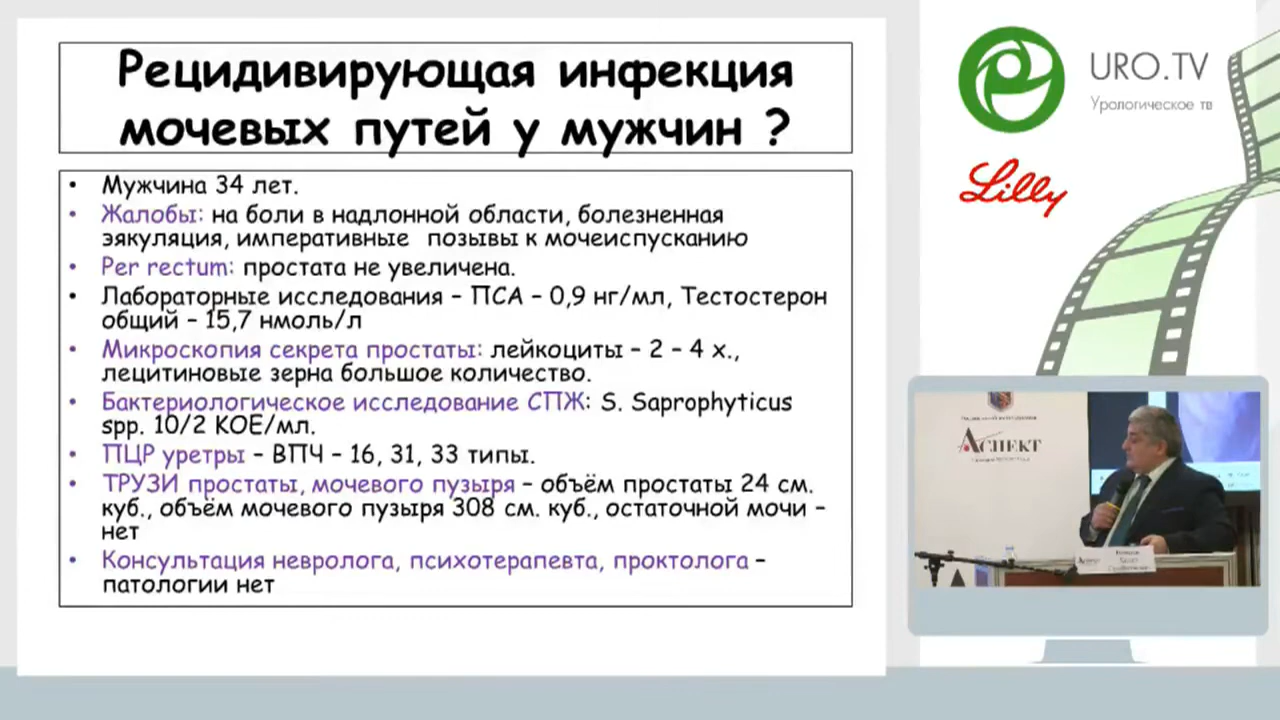 Рецидивирующая инфекция
мочевых путей у мужчин ?
• Мужчина 34 лет.
• Жалобы: на боли в надлонной области, болезненная
эякуляция, императивные позывы к мочеиспусканию
• Per rectum: простата не увеличена.
• Лабораторные исследования – ПСА – 0,9 нг/мл, Тестостерон
общий – 15,7 нмоль/л
• Микроскопия секрета простаты: лейкоциты – 2 – 4 х.,
лецитиновые зерна большое количество.
• Бактериологическое исследование СПЖ: S. Saprophyticus
spp. 10/2 КОЕ/мл.
• ПЦР уретры – ВПЧ – 16, 31, 33 типы.
• ТРУЗИ простаты, мочевого пузыря – объём простаты 24 см.
куб., объём мочевого пузыря 308 см. куб., остаточной мочи –
нет
• Консультация невролога, психотерапевта, проктолога –
патологии нет
URO.TV
Урологическое тв
Lilly
АСПЕКТ